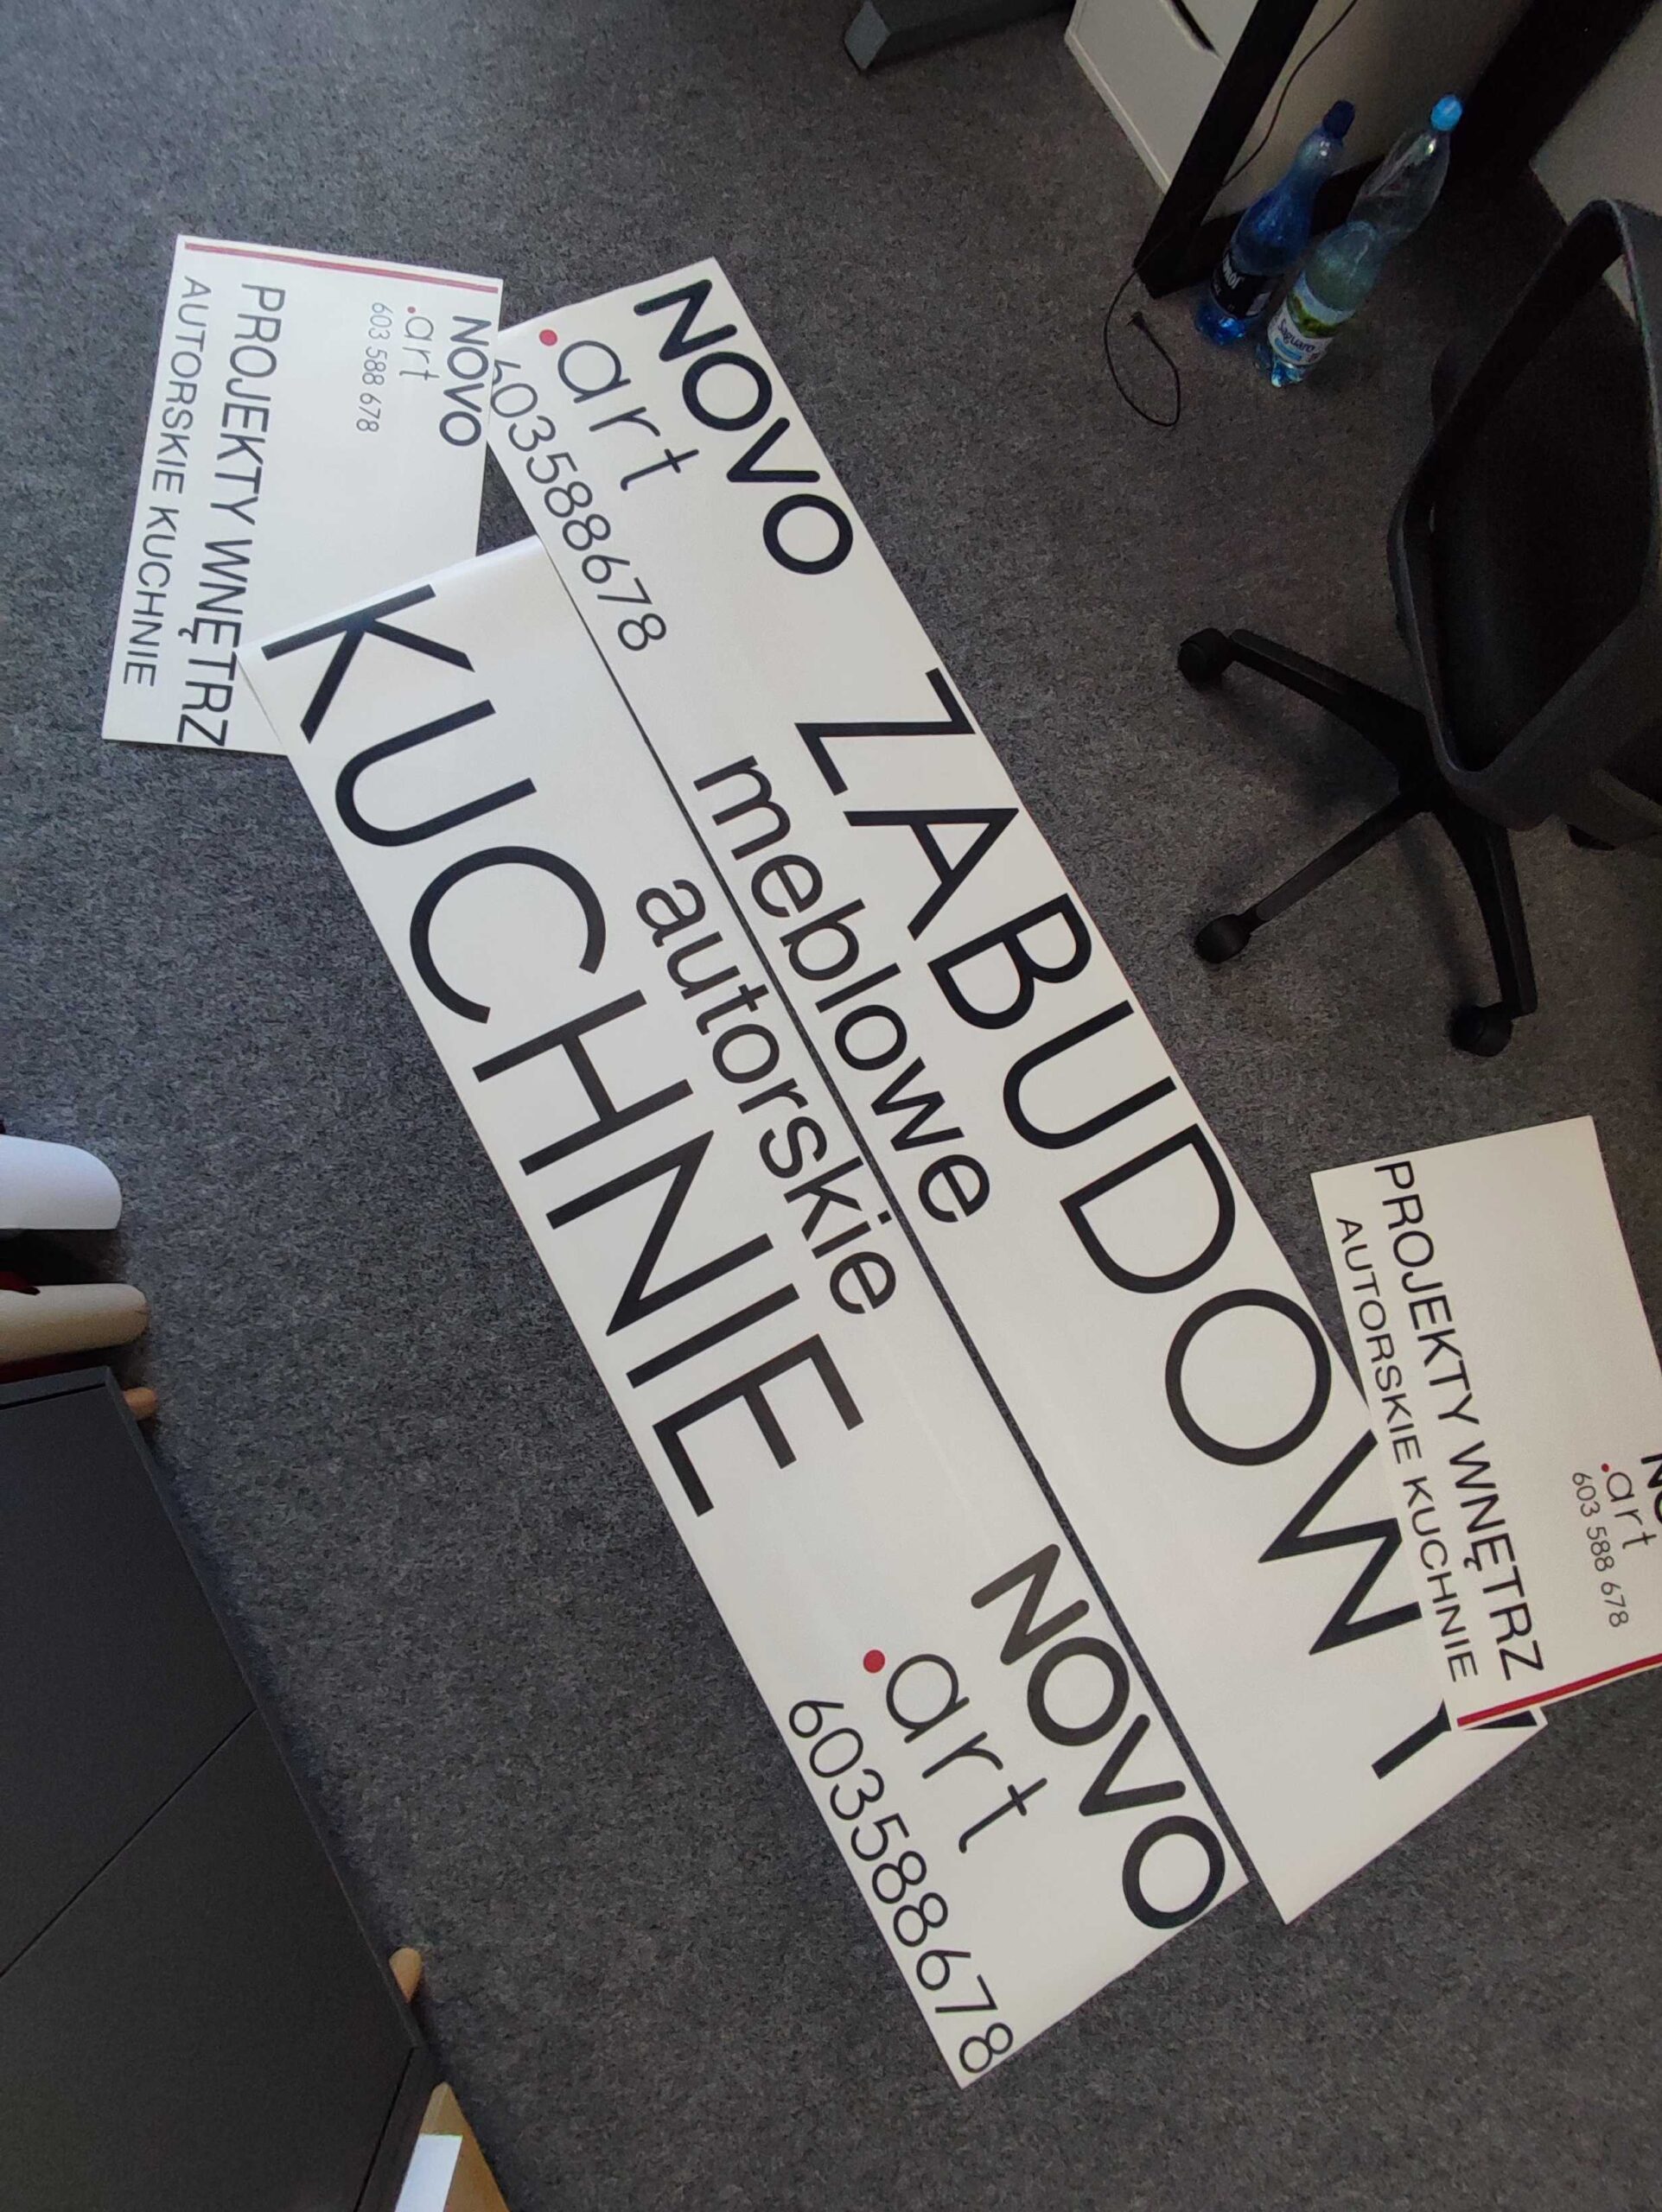 NOVO
.art
603 588 678
PROJEKTY WNĘTRZ
AUTORSKIE KUCHNIE
NOVO
.art
603588678
ZABUDOWY
meblowe
autorskie
KUCHNIE
NOVO
.art
603588678
.art
603 588 678
PROJEKTY WNĘTRZ
AUTORSKIE KUCHNIE
Saguaro